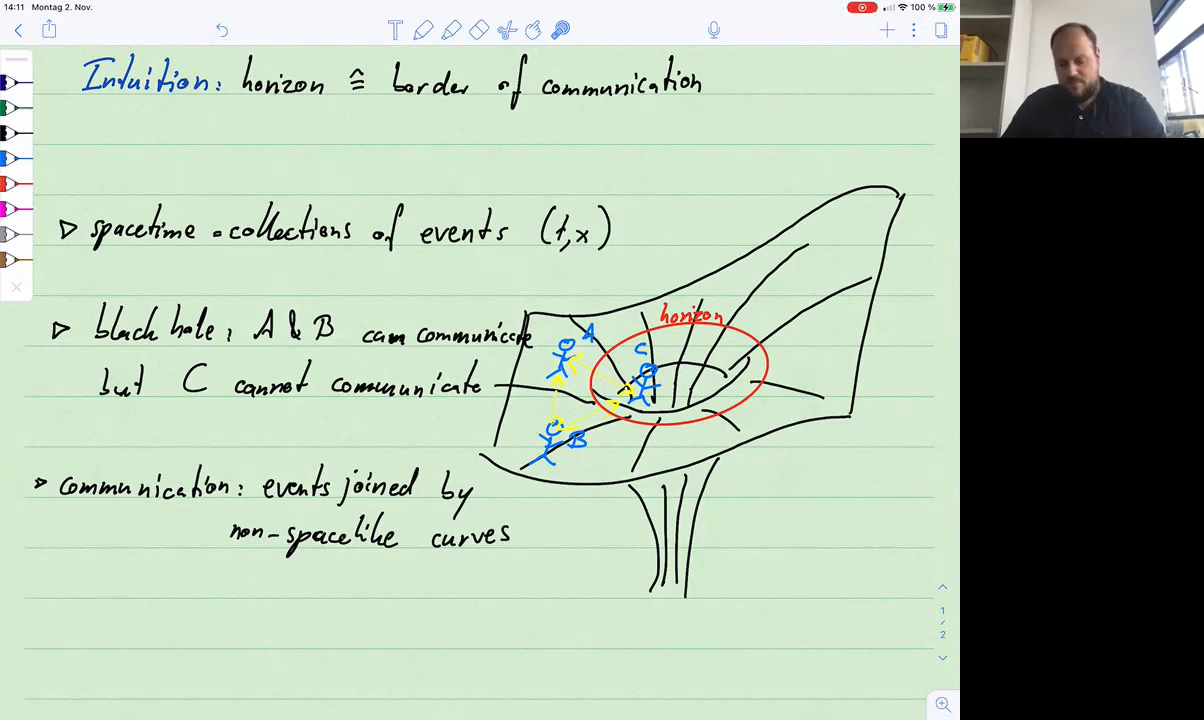 14:11 Montag 2. Nov.
100 %
Intuition: horizon ≙ border of communication
▷ spacetime = collections of events (t,x)
▷ black hole: A & B can communicate
but C cannot communicate
▷ communication: events joined by
non-spacelike curves
horizon
A
C
B
1
/
2